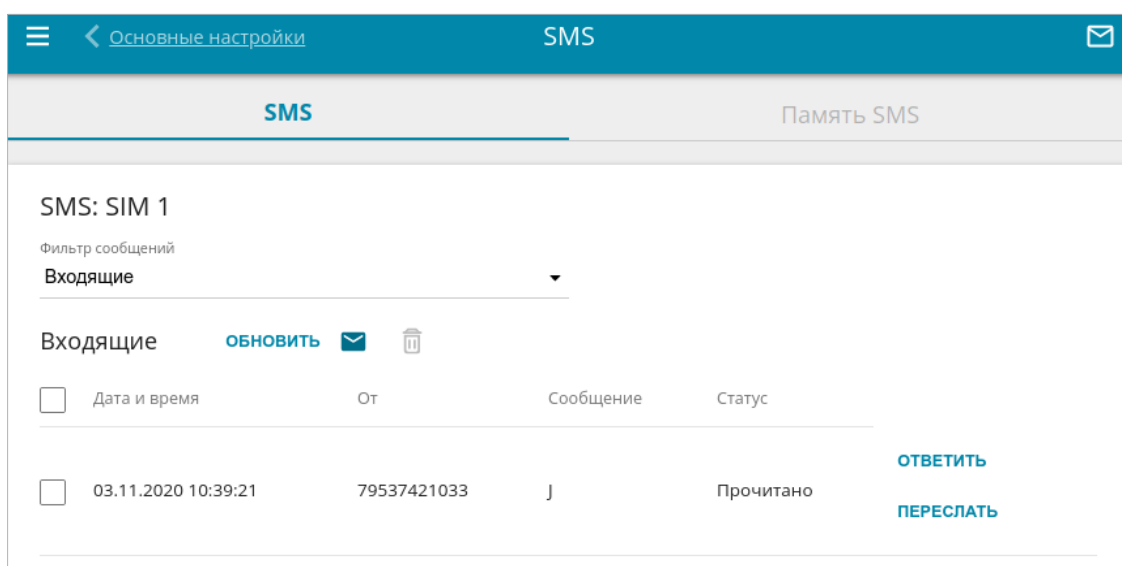 Основные настройки SMS
SMS Память SMS
SMS: SIM 1
Фильтр сообщений
Входящие
Входящие ОБНОВИТЬ
Дата и время От Сообщение Статус
ОТВЕТИТЬ
03.11.2020 10:39:21 79537421033 J Прочитано
ПЕРЕСЛАТЬ